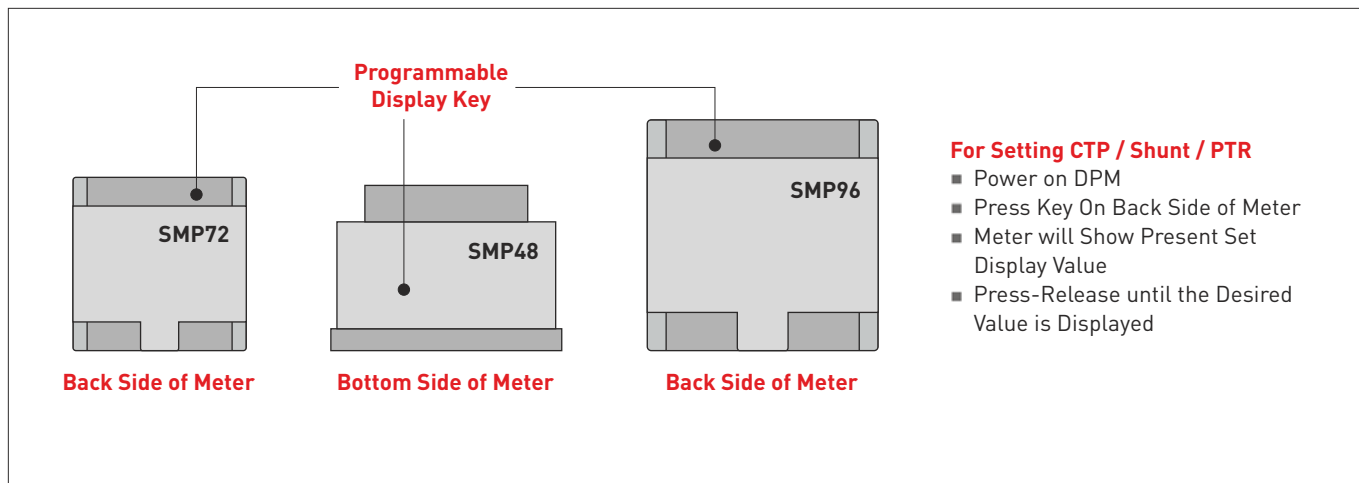 Programmable
Display Key
SMP72
SMP48
SMP96
Back Side of Meter
Bottom Side of Meter
Back Side of Meter
For Setting CTP / Shunt / PTR
Power on DPM
Press Key On Back Side of Meter
Meter will Show Present Set
Display Value
Press-Release until the Desired
Value is Displayed